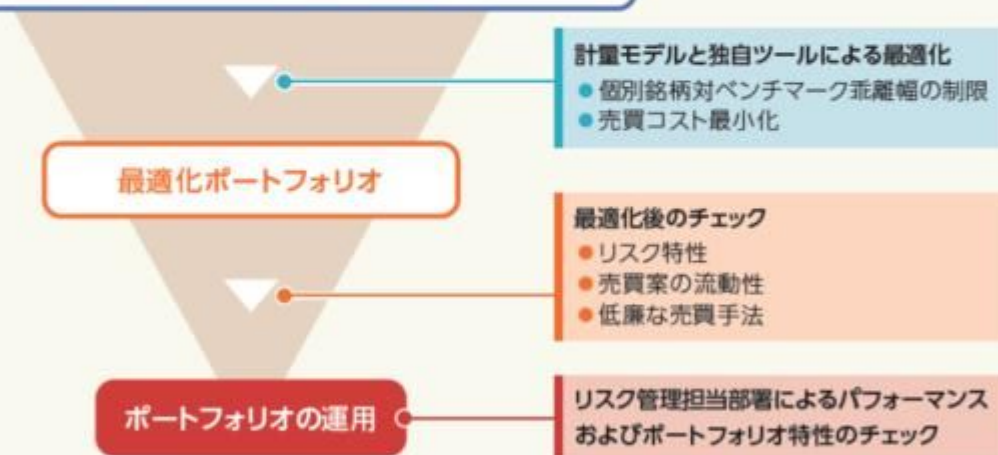 計量モデルと独自ツールによる最適化
●個別銘柄対ベンチマーク乖離幅の制限
●売買コスト最小化
最適化ポートフォリオ
最適化後のチェック
●リスク特性
●売買案の流動性
●低廉な売買手法
ポートフォリオの運用
リスク管理担当部署によるパフォーマンス
およびポートフォリオ特性のチェック